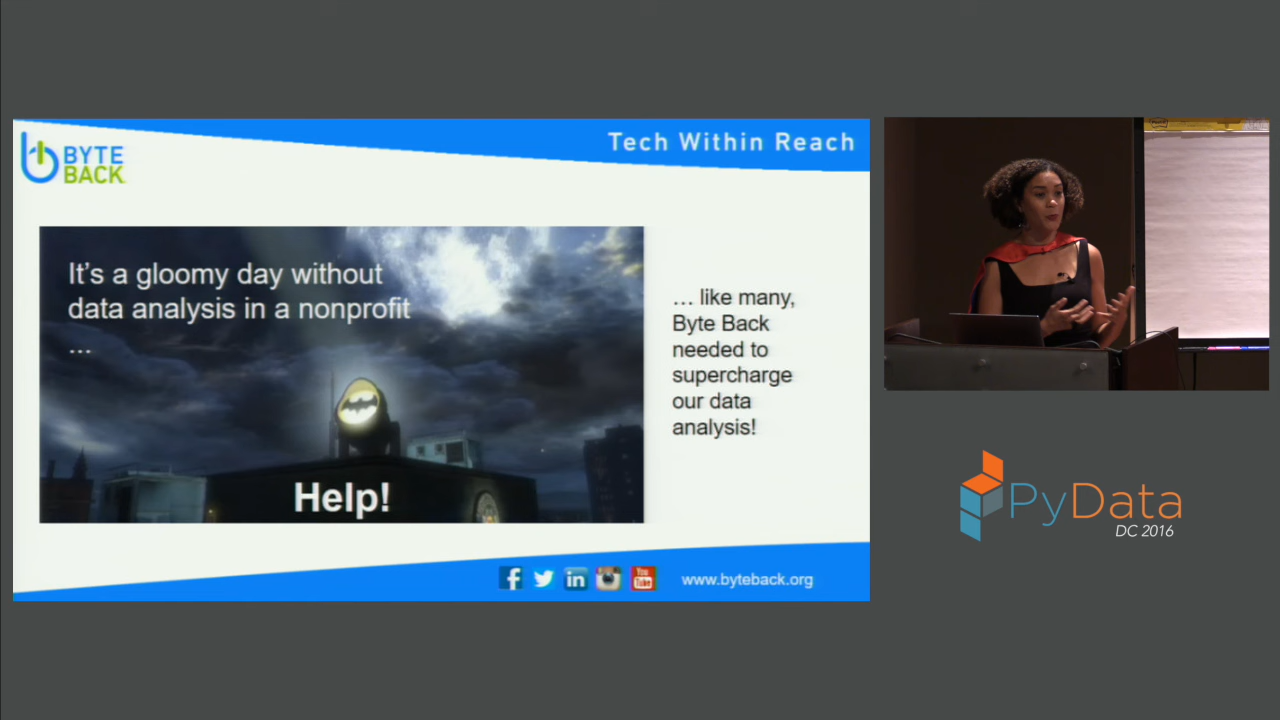 BYTE
BACK
Tech Within Reach
It's a gloomy day without
data analysis in a nonprofit
...
Help!
... like many,
Byte Back
needed to
supercharge
our data
analysis!
www.byteback.org
PyData
DC 2016